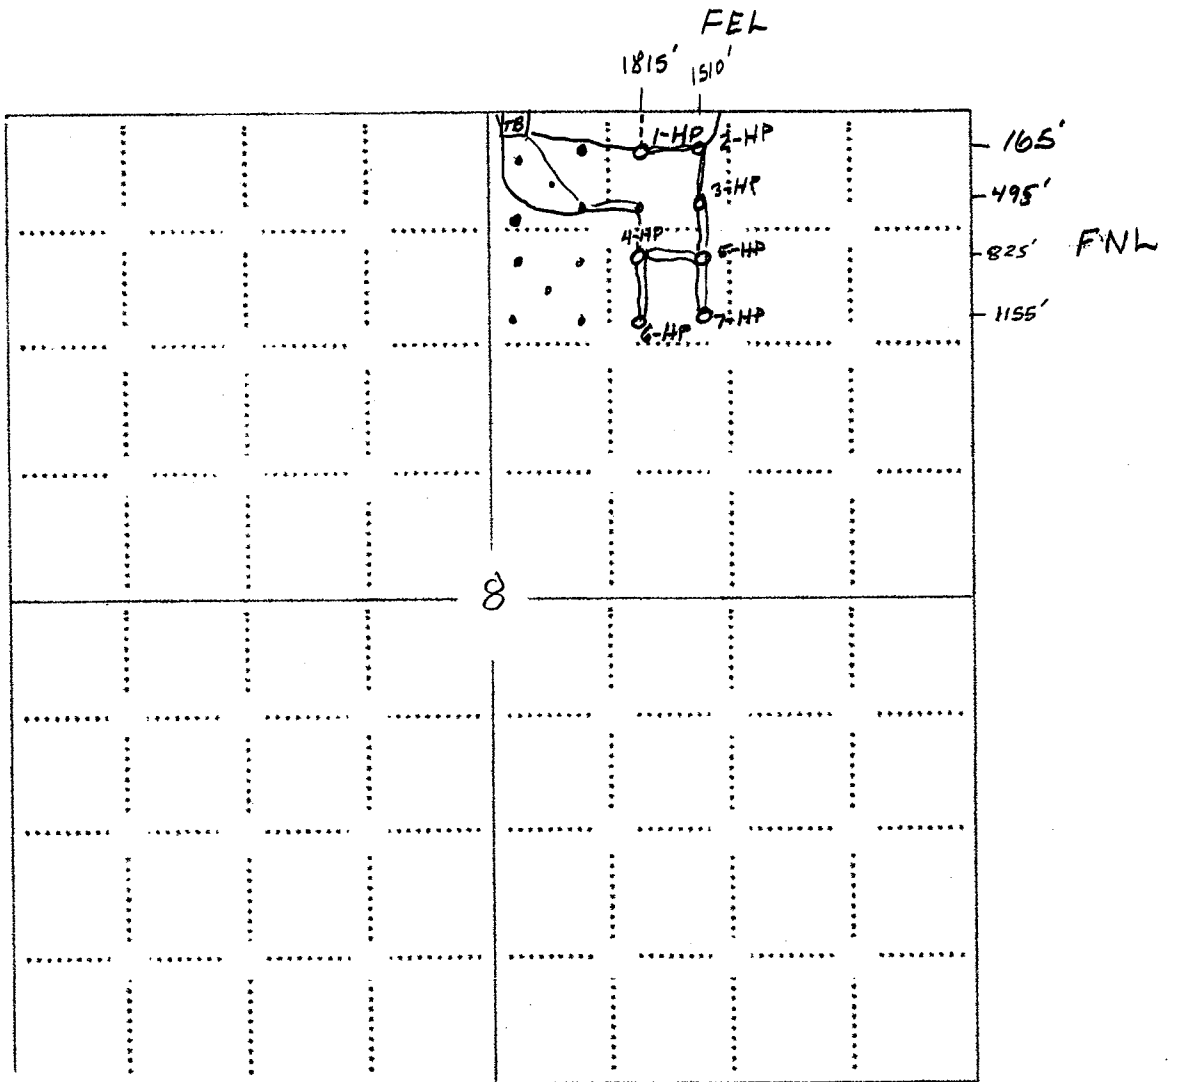 FEL
1815' 1510'
TB 1-HP 2-HP 165'
3-HP 495'
4-HP 5-HP 825' FNL
6-HP 7-HP 1155'
8